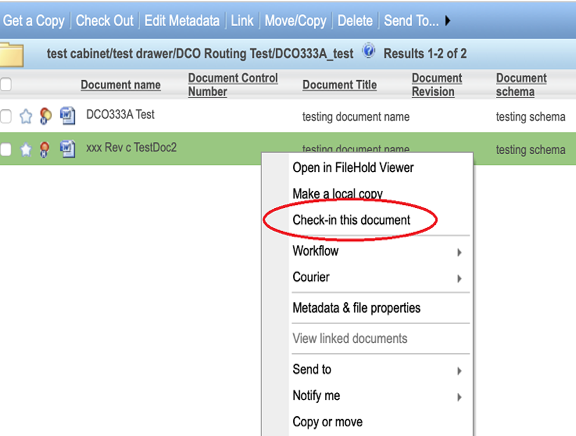 Get a Copy | Check Out | Edit Metadata | Link | Move/Copy | Delete | Send To...
test cabinet/test drawer/DCO Routing Test/DCO333A_test Results 1-2 of 2
Document name Document Control Number Document Title Document Revision Document schema
DCO333A Test testing document name testing schema
xxx Rev c TestDoc2 testing document name testing schema
Open in FileHold Viewer
Make a local copy
Check-in this document
Workflow
Courier
Metadata & file properties
View linked documents
Send to
Notify me
Copy or move